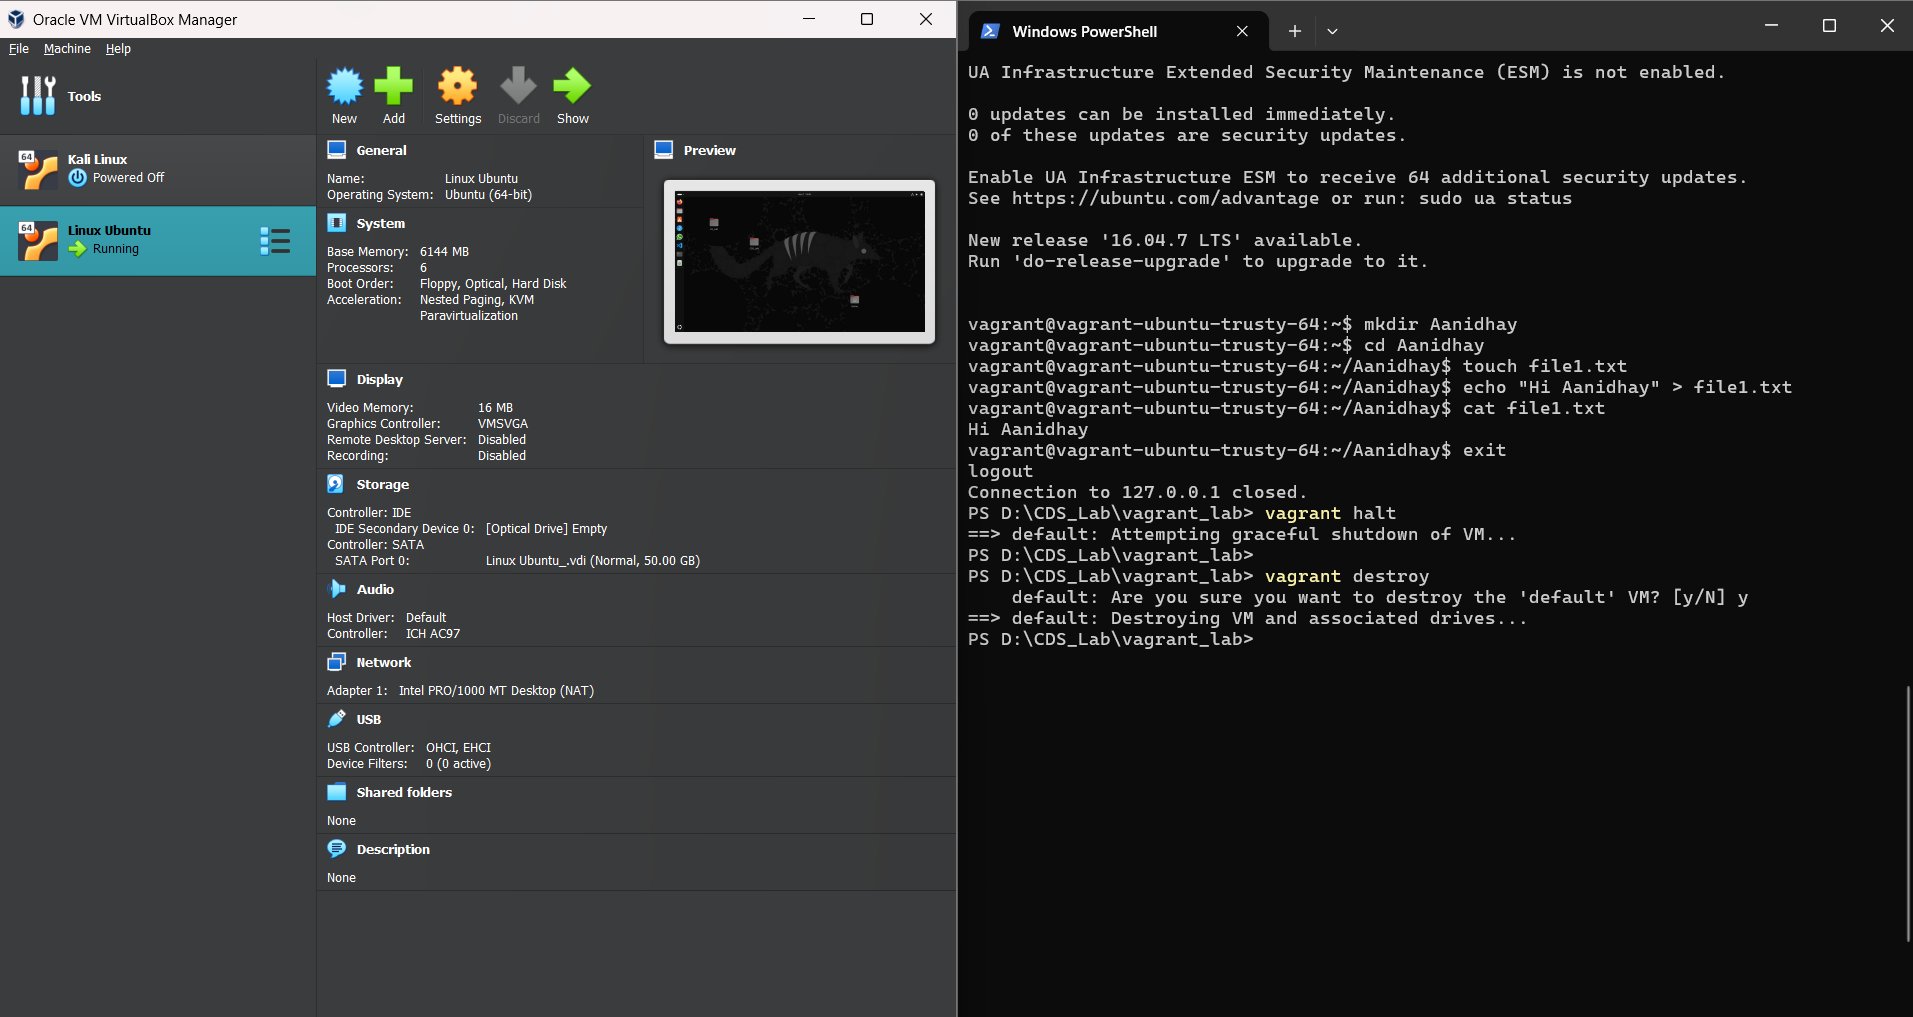 Oracle VM VirtualBox Manager
File Machine Help
Tools
New Add Settings Discard Show
64 Kali Linux
Powered Off
64 Linux Ubuntu
Running
General
Name: Linux Ubuntu
Operating System: Ubuntu (64-bit)
System
Base Memory: 6144 MB
Processors: 6
Boot Order: Floppy, Optical, Hard Disk
Acceleration: Nested Paging, KVM
Paravirtualization
Preview
Display
Video Memory: 16 MB
Graphics Controller: VMSVGA
Remote Desktop Server: Disabled
Recording: Disabled
Storage
Controller: IDE
IDE Secondary Device 0: [Optical Drive] Empty
Controller: SATA
SATA Port 0: Linux Ubuntu_.vdi (Normal, 50.00 GB)
Audio
Host Driver: Default
Controller: ICH AC97
Network
Adapter 1: Intel PRO/1000 MT Desktop (NAT)
USB
USB Controller: OHCI, EHCI
Device Filters: 0 (0 active)
Shared folders
None
Description
None
Windows PowerShell
UA Infrastructure Extended Security Maintenance (ESM) is not enabled.
0 updates can be installed immediately.
0 of these updates are security updates.
Enable UA Infrastructure ESM to receive 64 additional security updates.
See https://ubuntu.com/advantage or run: sudo ua status
New release '16.04.7 LTS' available.
Run 'do-release-upgrade' to upgrade to it.
vagrant@vagrant-ubuntu-trusty-64:~$ mkdir Aanidhay
vagrant@vagrant-ubuntu-trusty-64:~$ cd Aanidhay
vagrant@vagrant-ubuntu-trusty-64:~/Aanidhay$ touch file1.txt
vagrant@vagrant-ubuntu-trusty-64:~/Aanidhay$ echo "Hi Aanidhay" > file1.txt
vagrant@vagrant-ubuntu-trusty-64:~/Aanidhay$ cat file1.txt
Hi Aanidhay
vagrant@vagrant-ubuntu-trusty-64:~/Aanidhay$ exit
logout
Connection to 127.0.0.1 closed.
PS D:\CDS_Lab\vagrant_lab> vagrant halt
==> default: Attempting graceful shutdown of VM...
PS D:\CDS_Lab\vagrant_lab>
PS D:\CDS_Lab\vagrant_lab> vagrant destroy
default: Are you sure you want to destroy the 'default' VM? [y/N] y
==> default: Destroying VM and associated drives...
PS D:\CDS_Lab\vagrant_lab>